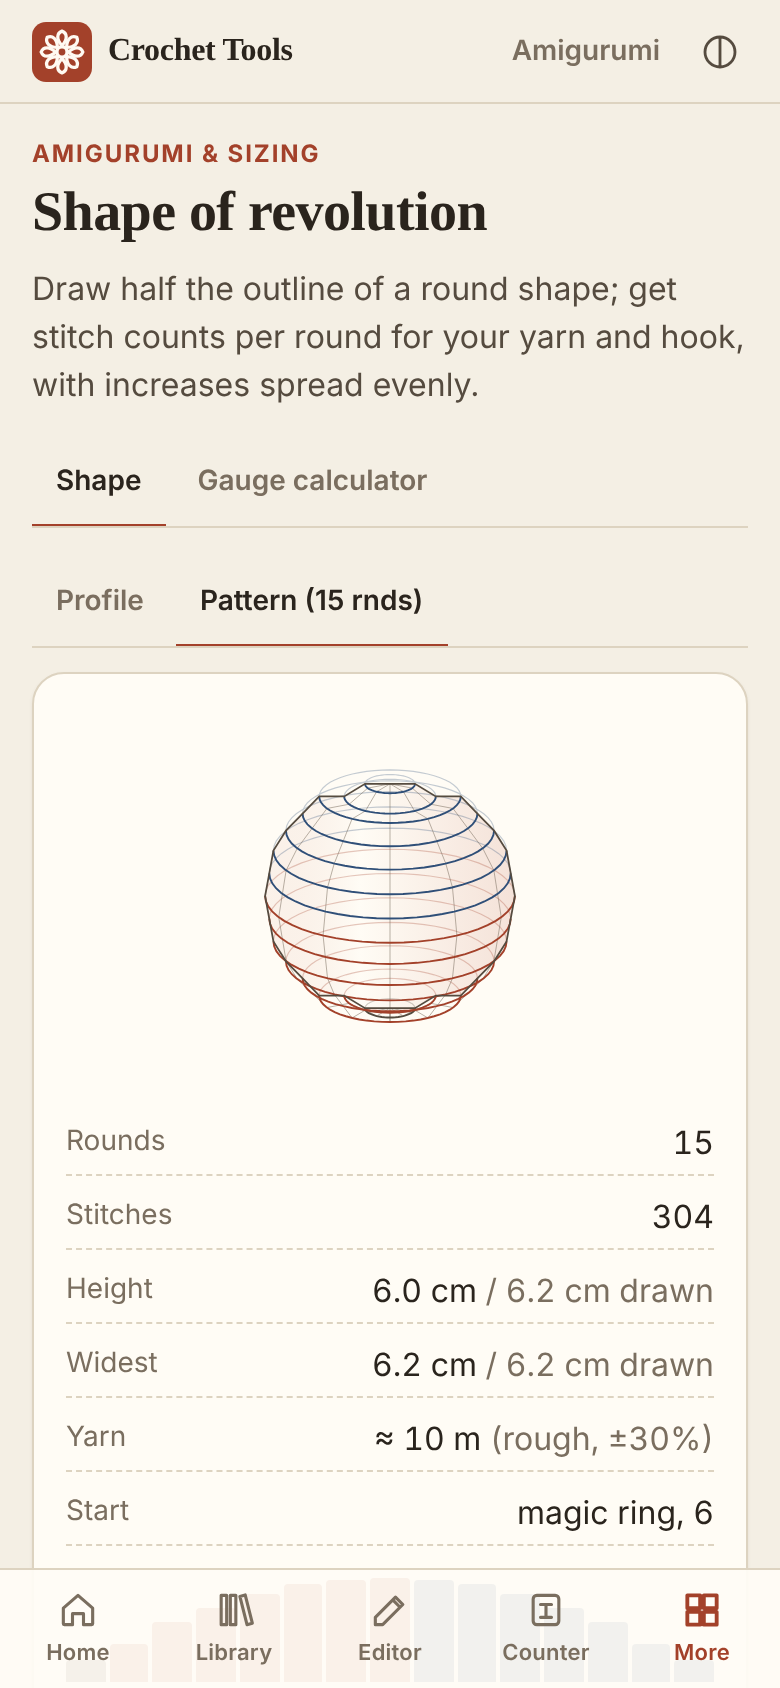 Crochet Tools
Amigurumi
AMIGURUMI & SIZING
Shape of revolution
Draw half the outline of a round shape; get
stitch counts per round for your yarn and hook,
with increases spread evenly.
Shape
Gauge calculator
Profile
Pattern (15 rnds)
Rounds 15
Stitches 304
Height 6.0 cm / 6.2 cm drawn
Widest 6.2 cm / 6.2 cm drawn
Yarn ≈ 10 m (rough, ±30%)
Start magic ring, 6
Home
Library
Editor
Counter
More